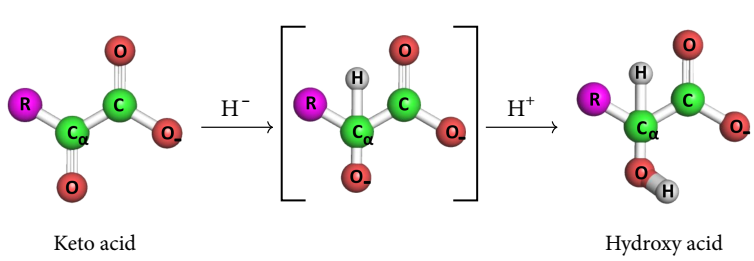 O O O
H H
R C H⁻ R C H⁺ R C
Cα O- Cα O- Cα O-
O O- O H
Keto acid Hydroxy acid